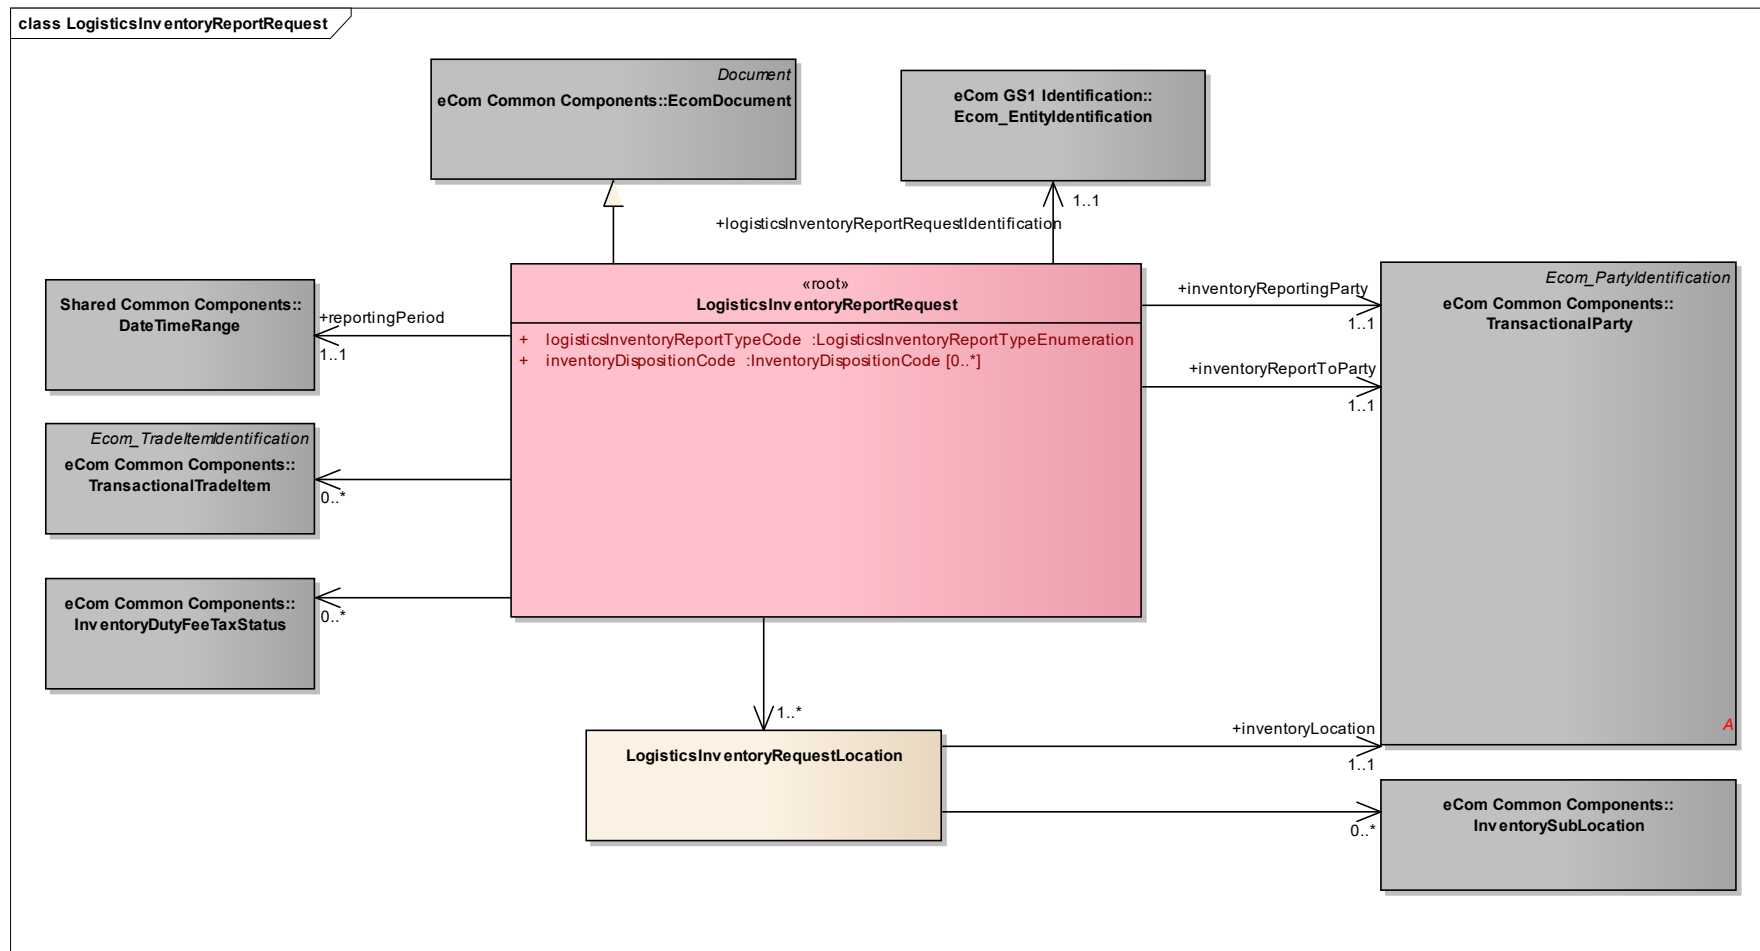 class LogisticsInventoryReportRequest
Document
eCom Common Components::EcomDocument
eCom GS1 Identification::
Ecom_EntityIdentification
1..1
+logisticsInventoryReportRequestIdentification
Shared Common Components::
DateTimeRange
+reportingPeriod
1..1
«root»
LogisticsInventoryReportRequest
+ logisticsInventoryReportTypeCode :LogisticsInventoryReportTypeEnumeration
+ inventoryDispositionCode :InventoryDispositionCode [0..*]
+inventoryReportingParty
1..1
+inventoryReportToParty
1..1
Ecom_PartyIdentification
eCom Common Components::
TransactionalParty
A
Ecom_TradeItemIdentification
eCom Common Components::
TransactionalTradeItem
0..*
eCom Common Components::
InventoryDutyFeeTaxStatus
0..*
1..*
LogisticsInventoryRequestLocation
+inventoryLocation
1..1
0..*
eCom Common Components::
InventorySubLocation